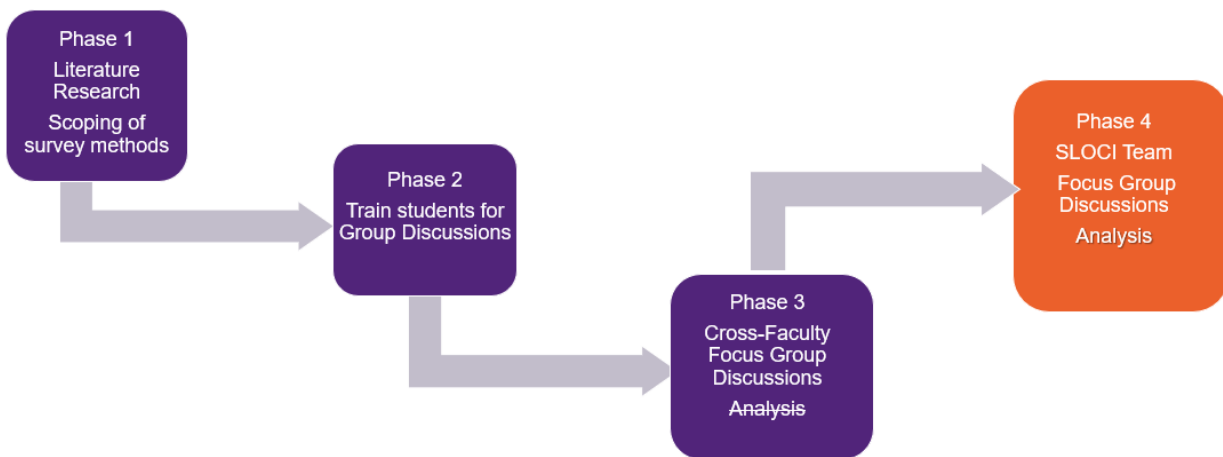 Phase 1
Literature
Research
Scoping of
survey methods
Phase 2
Train students for
Group Discussions
Phase 3
Cross-Faculty
Focus Group
Discussions
Analysis
Phase 4
SLOCI Team
Focus Group
Discussions
Analysis